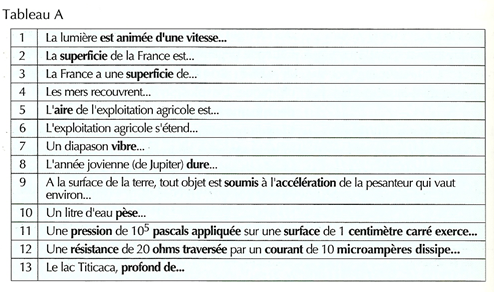 Tableau A
1 La lumière est animée d'une vitesse...
2 La superficie de la France est...
3 La France a une superficie de...
4 Les mers recouvrent...
5 L'aire de l'exploitation agricole est...
6 L'exploitation agricole s'étend...
7 Un diapason vibre...
8 L'année jovienne (de Jupiter) dure...
9 A la surface de la terre, tout objet est soumis à l'accélération de la pesanteur qui vaut
environ...
10 Un litre d'eau pèse...
11 Une pression de 10⁵ pascals appliquée sur une surface de 1 centimètre carré exerce...
12 Une résistance de 20 ohms traversée par un courant de 10 microampères dissipe...
13 Le lac Titicaca, profond de...